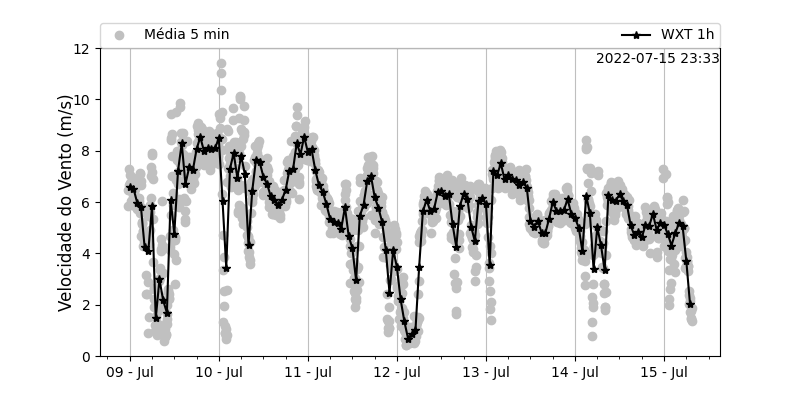 Média 5 min
WXT 1h
2022-07-15 23:33
Velocidade do Vento (m/s)
12
10
8
6
4
2
0
09 - Jul
10 - Jul
11 - Jul
12 - Jul
13 - Jul
14 - Jul
15 - Jul